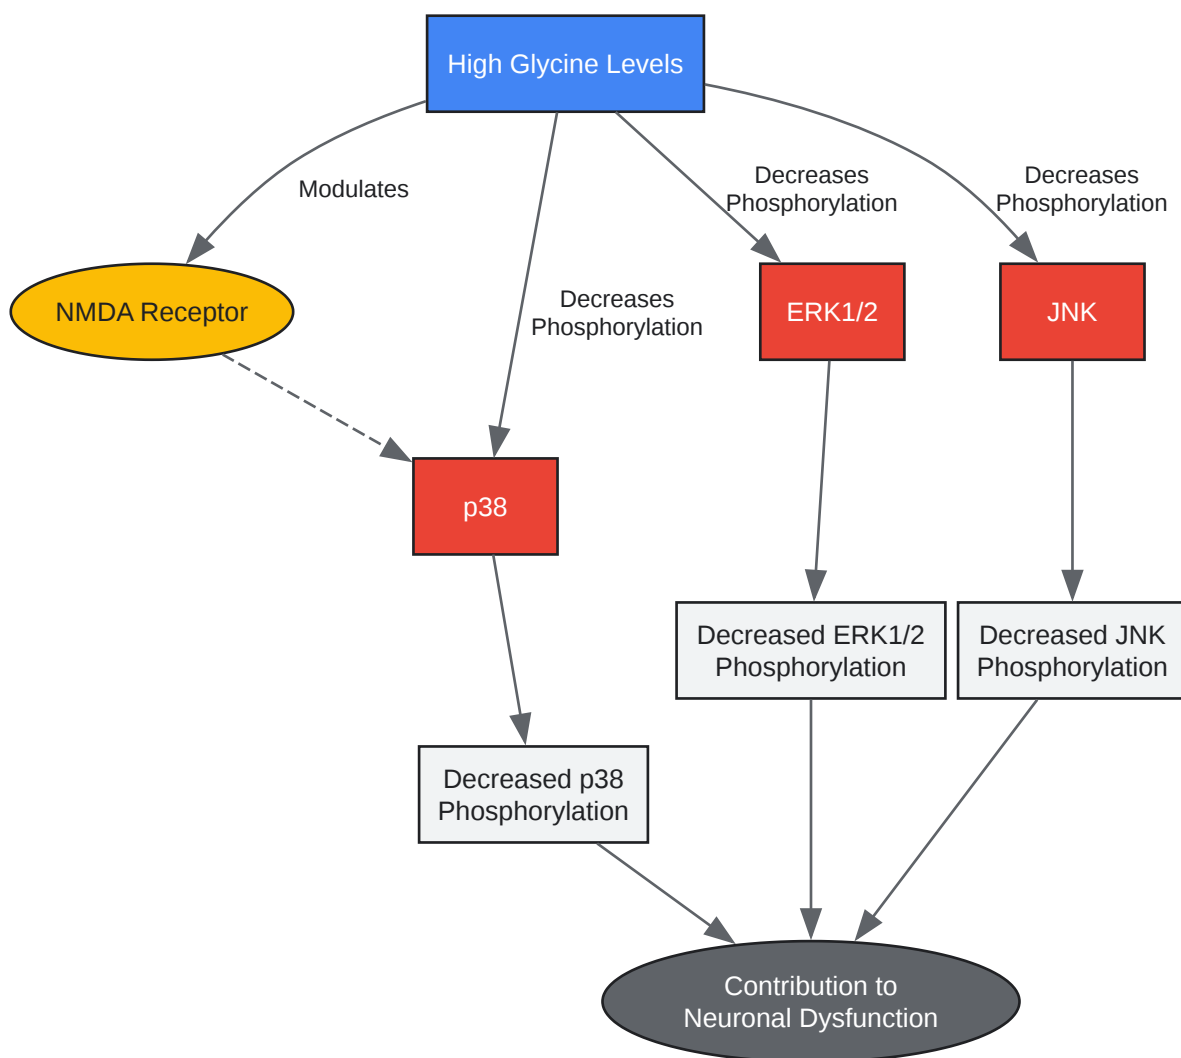 High Glycine Levels
Modulates
Decreases
Phosphorylation
Decreases
Phosphorylation
Decreases
Phosphorylation
NMDA Receptor
ERK1/2
JNK
p38
Decreased ERK1/2
Phosphorylation
Decreased JNK
Phosphorylation
Decreased p38
Phosphorylation
Contribution to
Neuronal Dysfunction